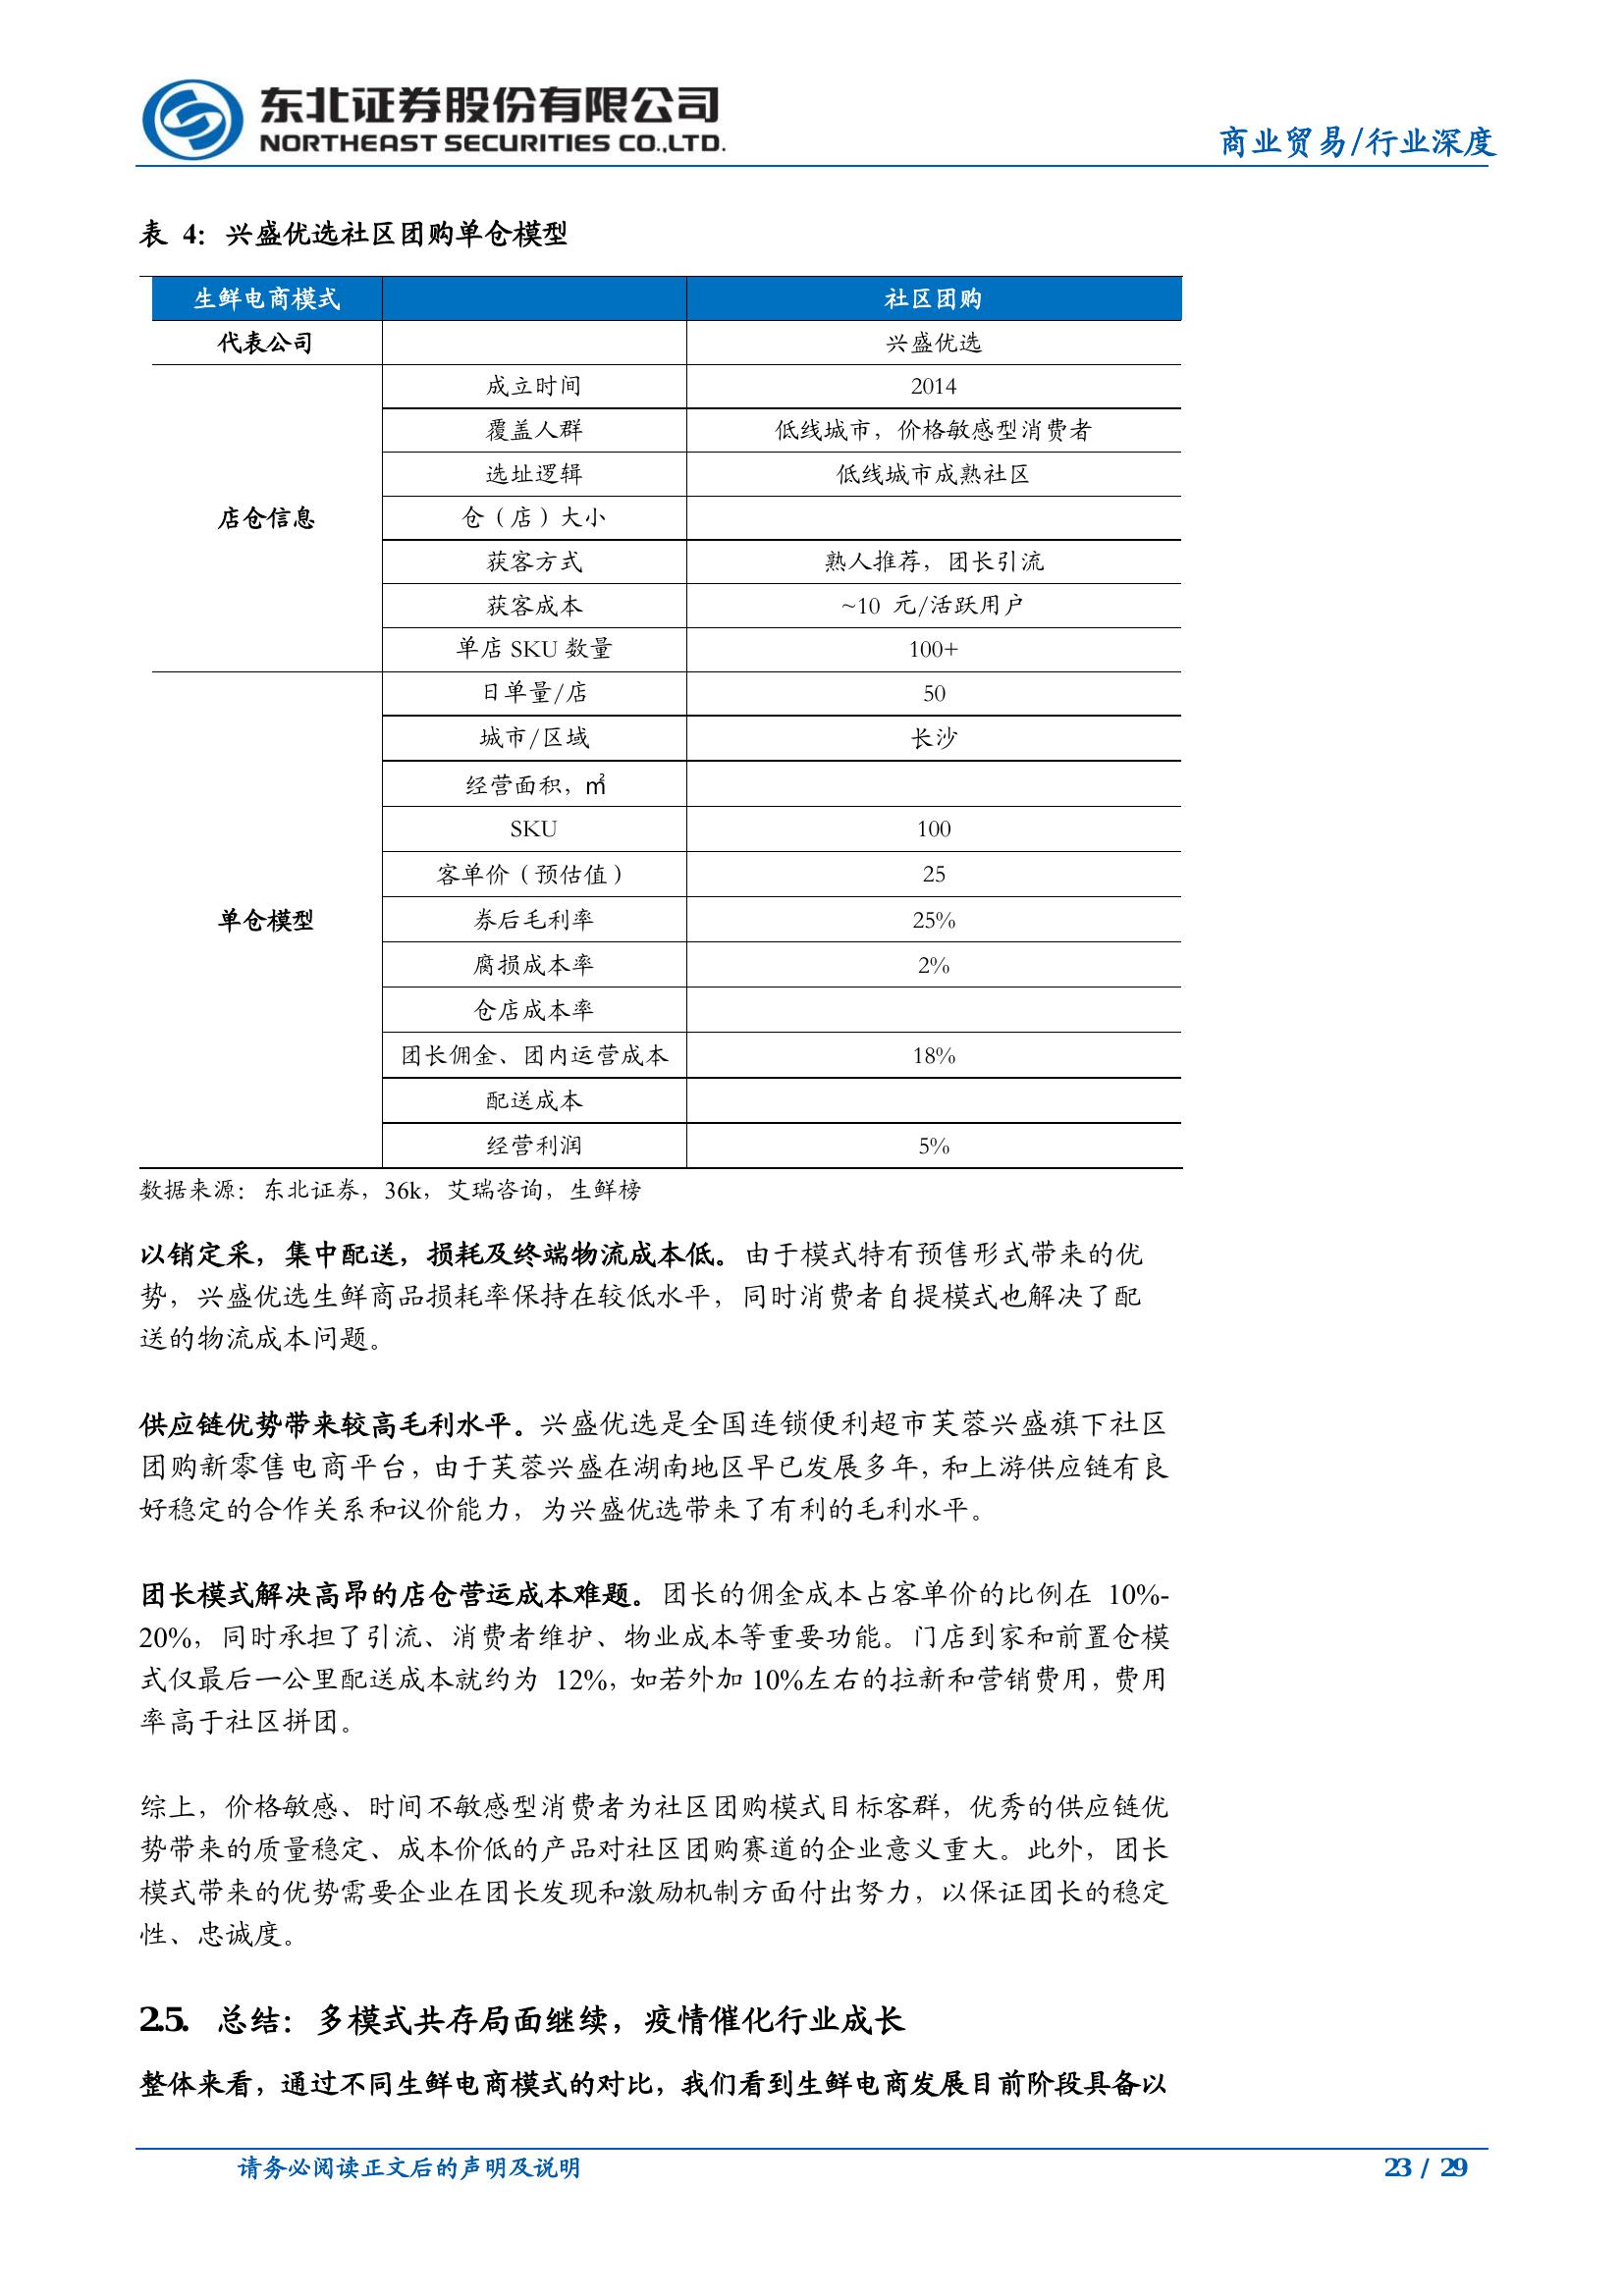 东北证券股份有限公司
NORTHEAST SECURITIES CO.,LTD.
商业贸易/行业深度
表 4：兴盛优选社区团购单仓模型
生鲜电商模式 社区团购
代表公司 兴盛优选
店仓信息
成立时间 2014
覆盖人群 低线城市，价格敏感型消费者
选址逻辑 低线城市成熟社区
仓（店）大小
获客方式 熟人推荐，团长引流
获客成本 ~10 元/活跃用户
单店 SKU 数量 100+
单仓模型
日单量/店 50
城市/区域 长沙
经营面积，㎡
SKU 100
客单价（预估值） 25
券后毛利率 25%
腐损成本率 2%
仓店成本率
团长佣金、团内运营成本 18%
配送成本
经营利润 5%
数据来源：东北证券，36k，艾瑞咨询，生鲜榜
以销定采，集中配送，损耗及终端物流成本低。由于模式特有预售形式带来的优
势，兴盛优选生鲜商品损耗率保持在较低水平，同时消费者自提模式也解决了配
送的物流成本问题。
供应链优势带来较高毛利水平。兴盛优选是全国连锁便利超市芙蓉兴盛旗下社区
团购新零售电商平台，由于芙蓉兴盛在湖南地区早已发展多年，和上游供应链有良
好稳定的合作关系和议价能力，为兴盛优选带来了有利的毛利水平。
团长模式解决高昂的店仓营运成本难题。团长的佣金成本占客单价的比例在 10%-
20%，同时承担了引流、消费者维护、物业成本等重要功能。门店到家和前置仓模
式仅最后一公里配送成本就约为 12%，如若外加 10%左右的拉新和营销费用，费用
率高于社区拼团。
综上，价格敏感、时间不敏感型消费者为社区团购模式目标客群，优秀的供应链优
势带来的质量稳定、成本价低的产品对社区团购赛道的企业意义重大。此外，团长
模式带来的优势需要企业在团长发现和激励机制方面付出努力，以保证团长的稳定
性、忠诚度。
2.5. 总结：多模式共存局面继续，疫情催化行业成长
整体来看，通过不同生鲜电商模式的对比，我们看到生鲜电商发展目前阶段具备以
请务必阅读正文后的声明及说明
23 / 29